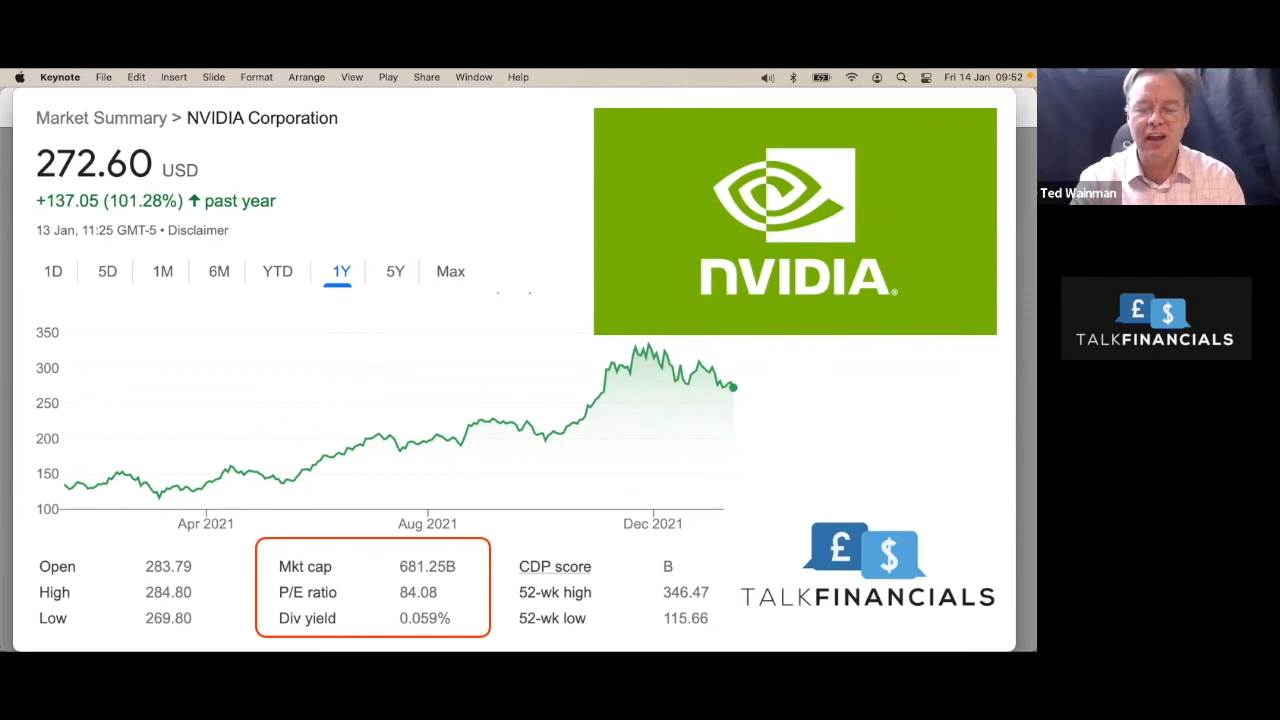 Keynote File Edit Insert Slide Format Arrange View Play Share Window Help Fri 14 Jan 09:52
Market Summary > NVIDIA Corporation
272.60 USD
+137.05 (101.28%) ↑ past year
13 Jan, 11:25 GMT-5 • Disclaimer
1D 5D 1M 6M YTD 1Y 5Y Max
nVIDIA®
350
300
250
200
150
100
Apr 2021 Aug 2021 Dec 2021
Open 283.79
High 284.80
Low 269.80
Mkt cap 681.25B
P/E ratio 84.08
Div yield 0.059%
CDP score B
52-wk high 346.47
52-wk low 115.66
£ $
TALKFINANCIALS
Ted Wainman
£ $
TALKFINANCIALS